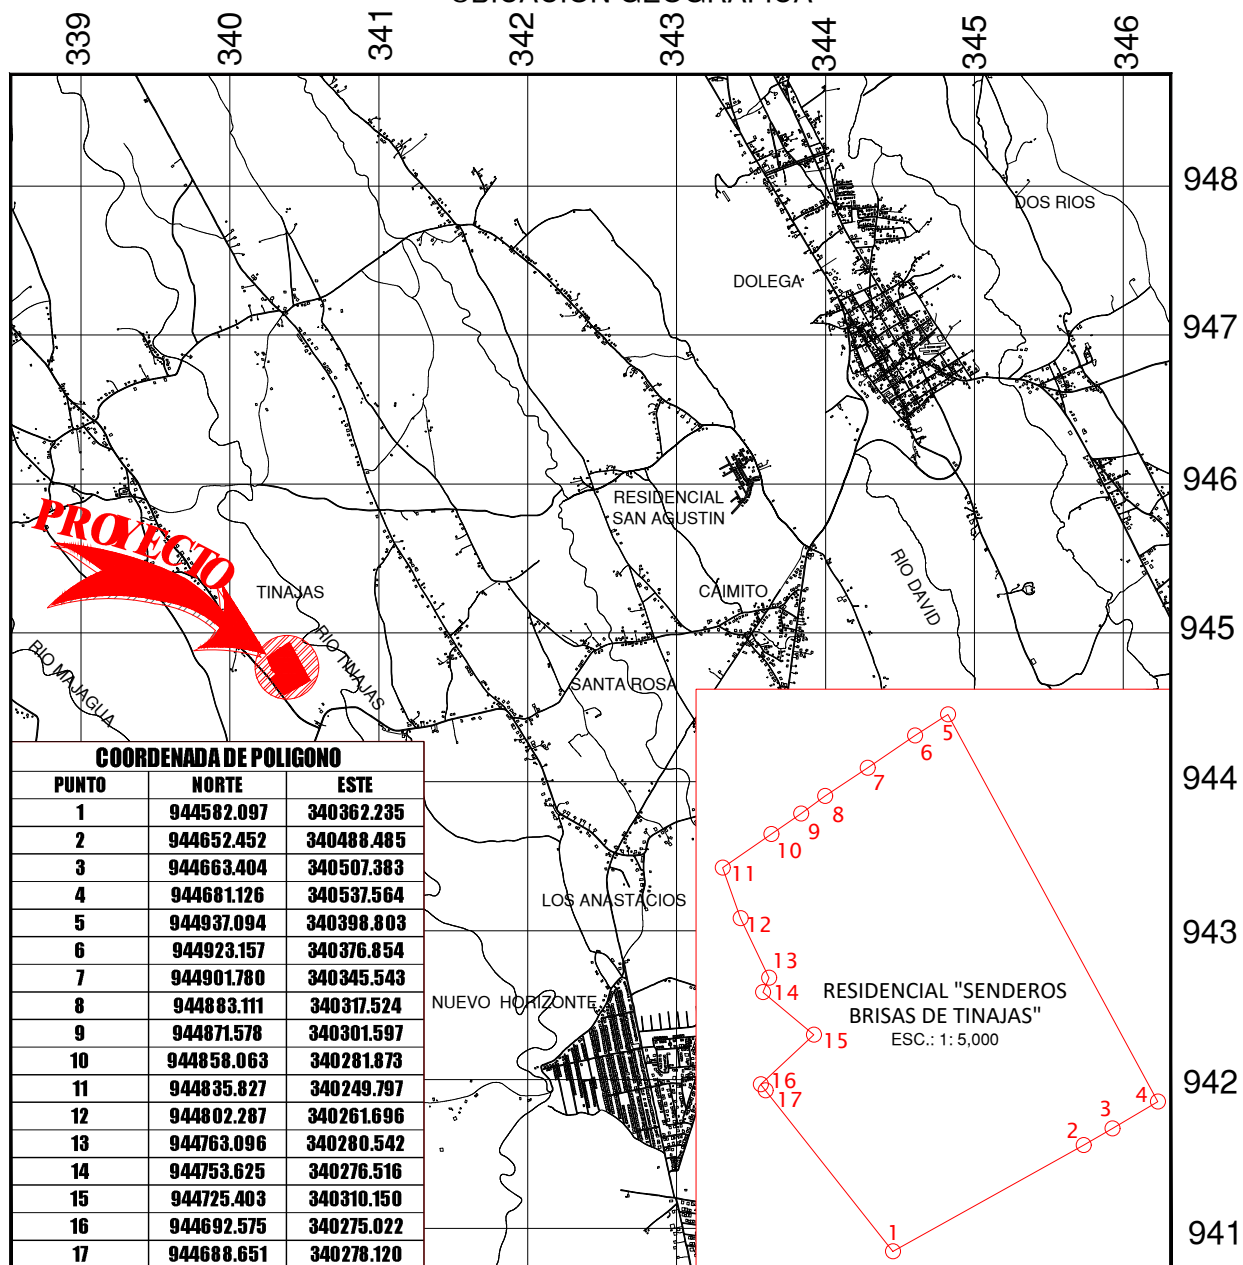 UBICACION GEOGRAFICA
339 340 341 342 343 344 345 346
948
DOS RIOS
DOLEGA
947
946
RESIDENCIAL
SAN AGUSTIN
PROYECTO
TINAJAS
CAIMITO
RIO DAVID
945
RIO MAJAGUA
RIO TINAJAS
SANTA ROSA
944
LOS ANASTACIOS
943
NUEVO HORIZONTE
942
941
COORDENADA DE POLIGONO
PUNTO NORTE ESTE
1 944582.097 340362.235
2 944652.452 340488.485
3 944663.404 340507.383
4 944681.126 340537.564
5 944937.094 340398.803
6 944923.157 340376.854
7 944901.780 340345.543
8 944883.111 340317.524
9 944871.578 340301.597
10 944858.063 340281.873
11 944835.827 340249.797
12 944802.287 340261.696
13 944763.096 340280.542
14 944753.625 340276.516
15 944725.403 340310.150
16 944692.575 340275.022
17 944688.651 340278.120
5
6
7
8
9
10
11
12
13
14
15
16
17
4
3
2
1
RESIDENCIAL "SENDEROS
BRISAS DE TINAJAS"
ESC.: 1: 5,000